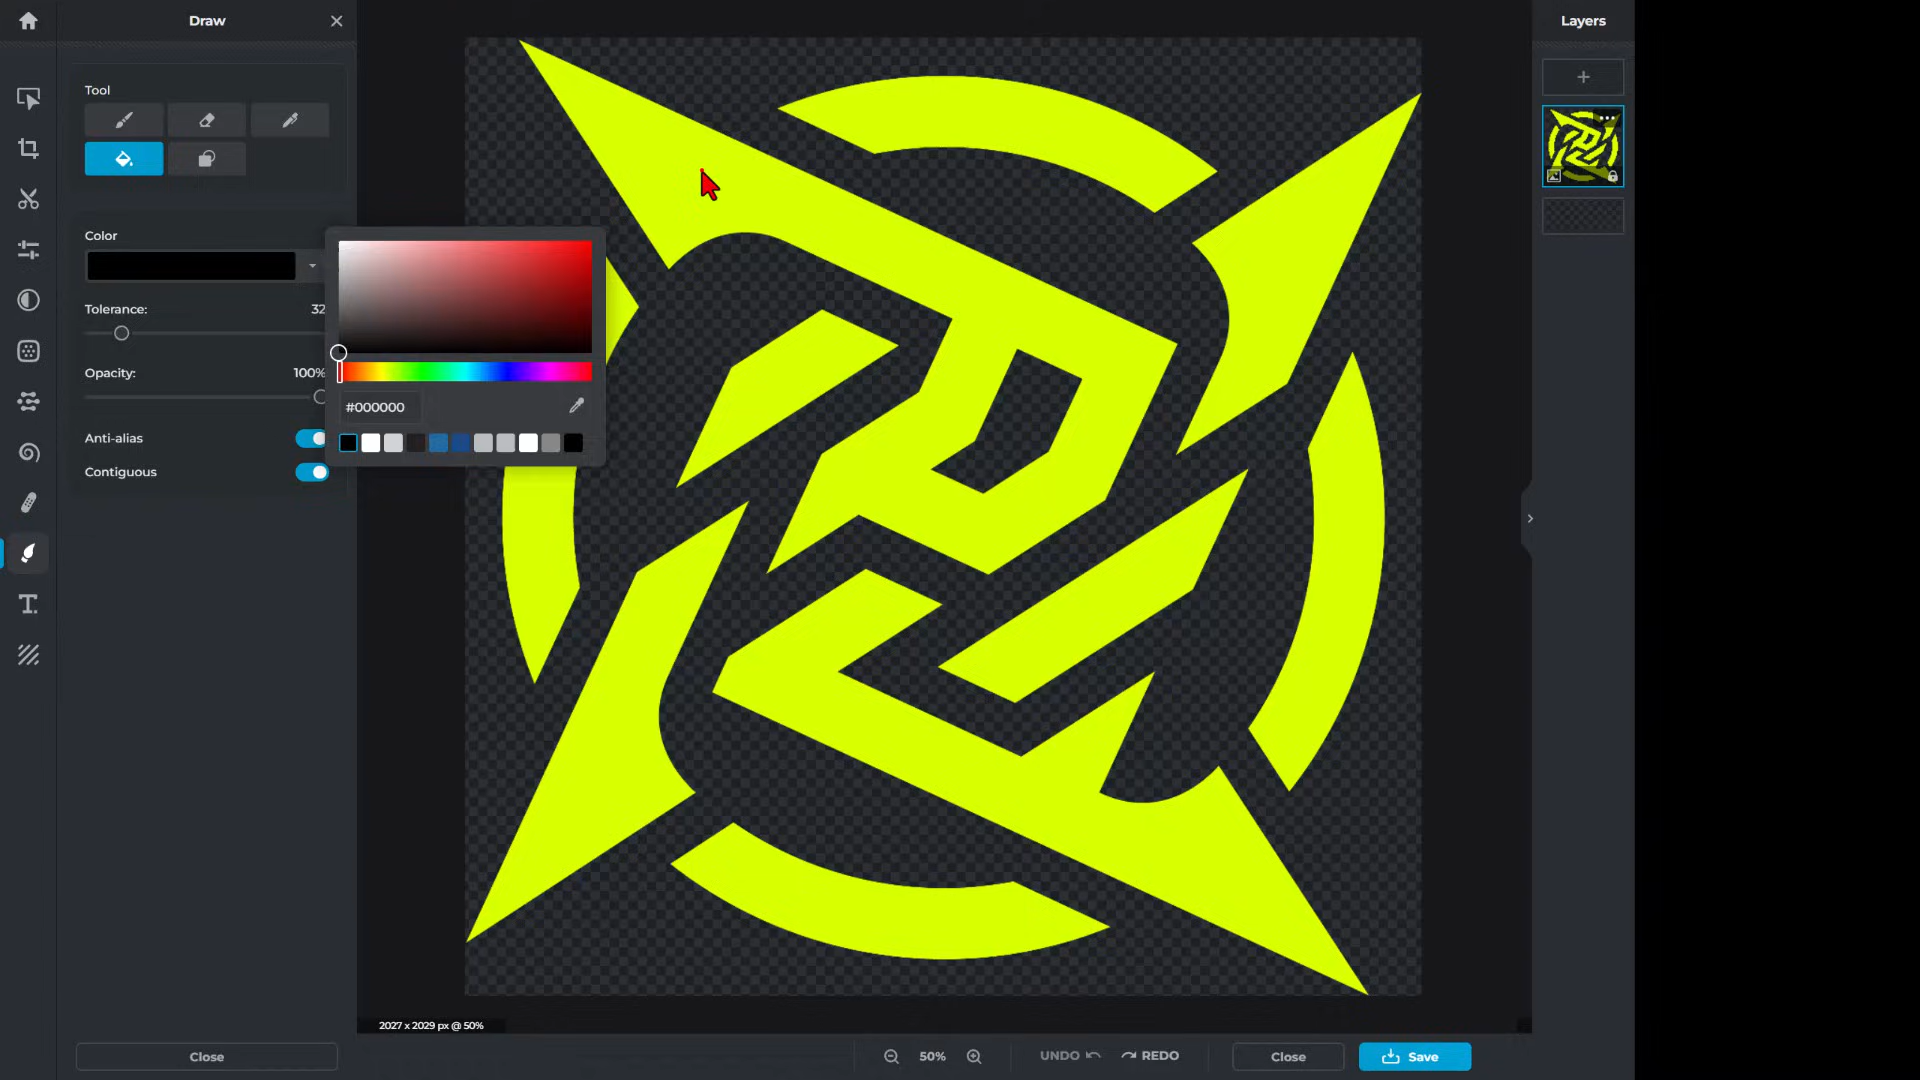 Draw
Layers
Tool
Color
Tolerance:
32
Opacity:
100%
#000000
Anti-alias
Contiguous
T.
2027 x 2029 px @ 50%
Close
50%
UNDO
REDO
Close
Save